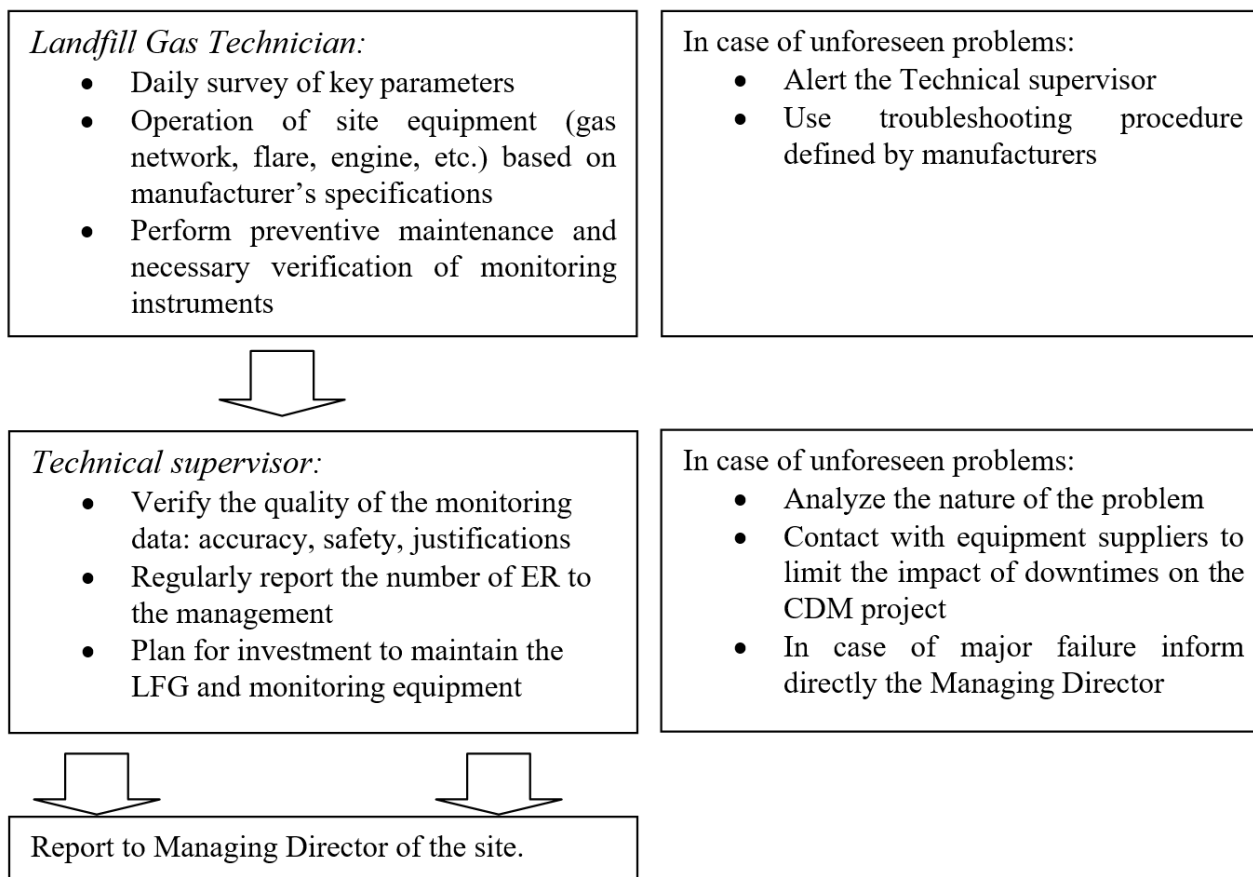 Landfill Gas Technician:
• Daily survey of key parameters
• Operation of site equipment (gas
network, flare, engine, etc.) based on
manufacturer’s specifications
• Perform preventive maintenance and
necessary verification of monitoring
instruments
In case of unforeseen problems:
• Alert the Technical supervisor
• Use troubleshooting procedure
defined by manufacturers
Technical supervisor:
• Verify the quality of the monitoring
data: accuracy, safety, justifications
• Regularly report the number of ER to
the management
• Plan for investment to maintain the
LFG and monitoring equipment
In case of unforeseen problems:
• Analyze the nature of the problem
• Contact with equipment suppliers to
limit the impact of downtimes on the
CDM project
• In case of major failure inform
directly the Managing Director
Report to Managing Director of the site.